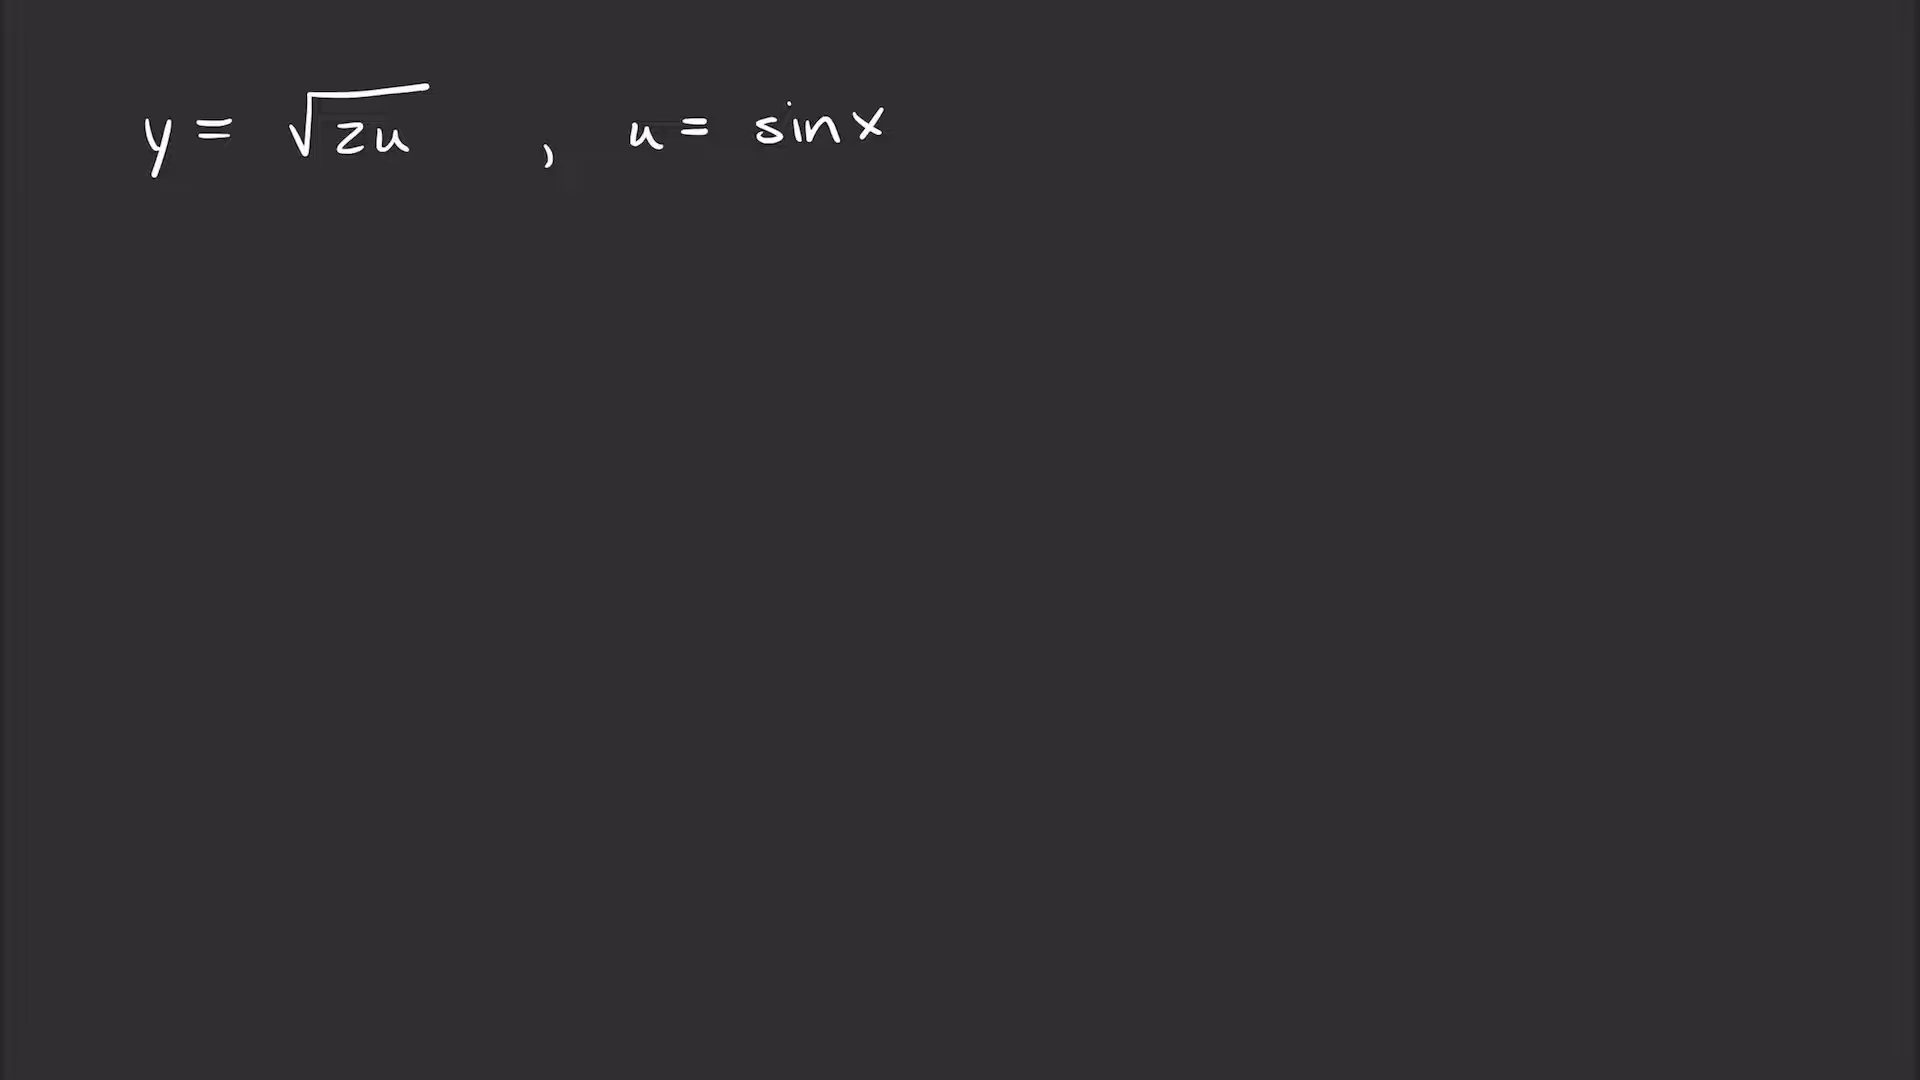 y = √2u , u = sin x